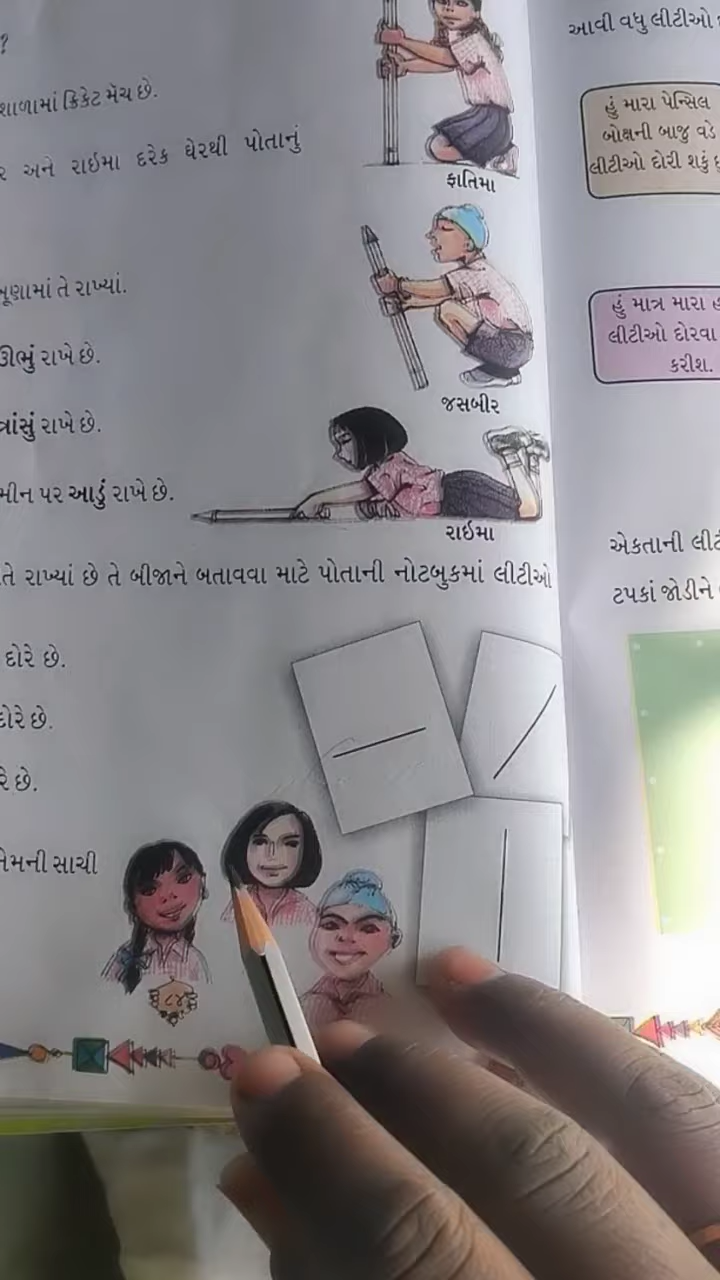 ?
શાળામાં ક્રિકેટ મૅચ છે.
ર અને રાઈમા દરેક ઘેરથી પોતાનું
ફાતિમા
ખૂણામાં તે રાખ્યાં.
ઊભું રાખે છે.
જસબીર
ત્રાંસું રાખે છે.
મીન પર આડું રાખે છે.
રાઈમા
તે રાખ્યાં છે તે બીજાને બતાવવા માટે પોતાની નોટબુકમાં લીટીઓ
દોરે છે.
દોરે છે.
રે છે.
તેમની સાચી
૮૪
આવી વધુ લીટીઓ
હું મારા પેન્સિલ
બોક્ષની બાજુ વડે
લીટીઓ દોરી શકું
હું માત્ર મારા
લીટીઓ દોરવા
કરીશ.
એકતાની
ટપકાં જોડીને